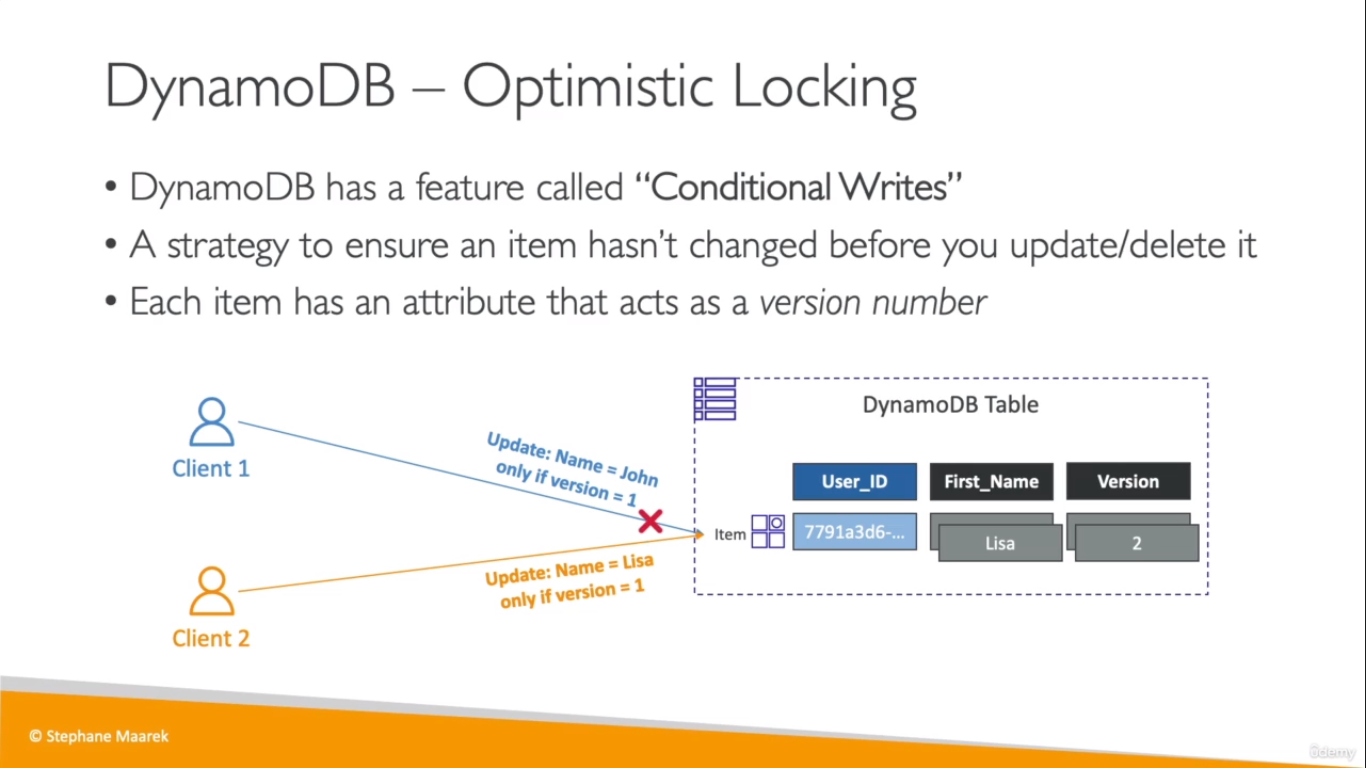 DynamoDB – Optimistic Locking
• DynamoDB has a feature called “Conditional Writes”
• A strategy to ensure an item hasn’t changed before you update/delete it
• Each item has an attribute that acts as a version number
Client 1
Update: Name = John
only if version = 1
Client 2
Update: Name = Lisa
only if version = 1
DynamoDB Table
User_ID First_Name Version
Item 7791a3d6-... Lisa 2
© Stephane Maarek
Udemy